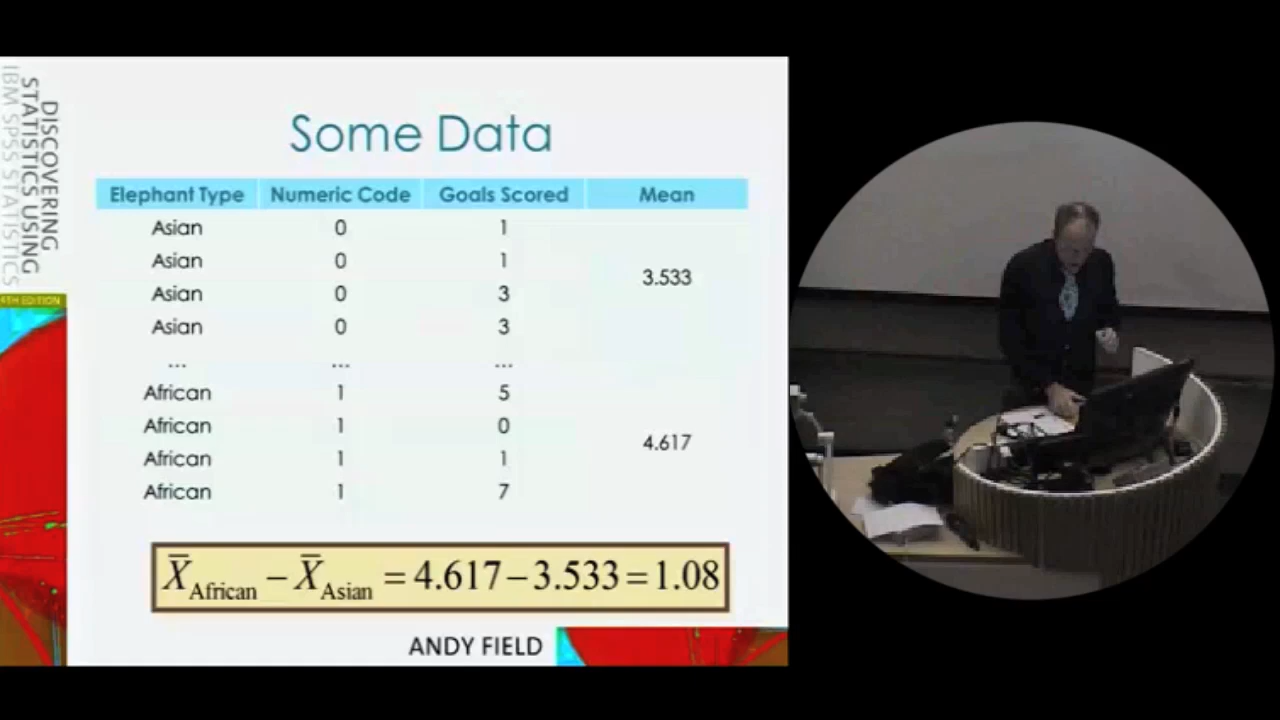 DISCOVERING
STATISTICS USING
IBM SPSS STATISTICS
4TH EDITION
Some Data
Elephant Type Numeric Code Goals Scored Mean
Asian 0 1
Asian 0 1
3.533
Asian 0 3
Asian 0 3
... ... ...
African 1 5
African 1 0
4.617
African 1 1
African 1 7
X̅African − X̅Asian = 4.617 − 3.533 = 1.08
ANDY FIELD